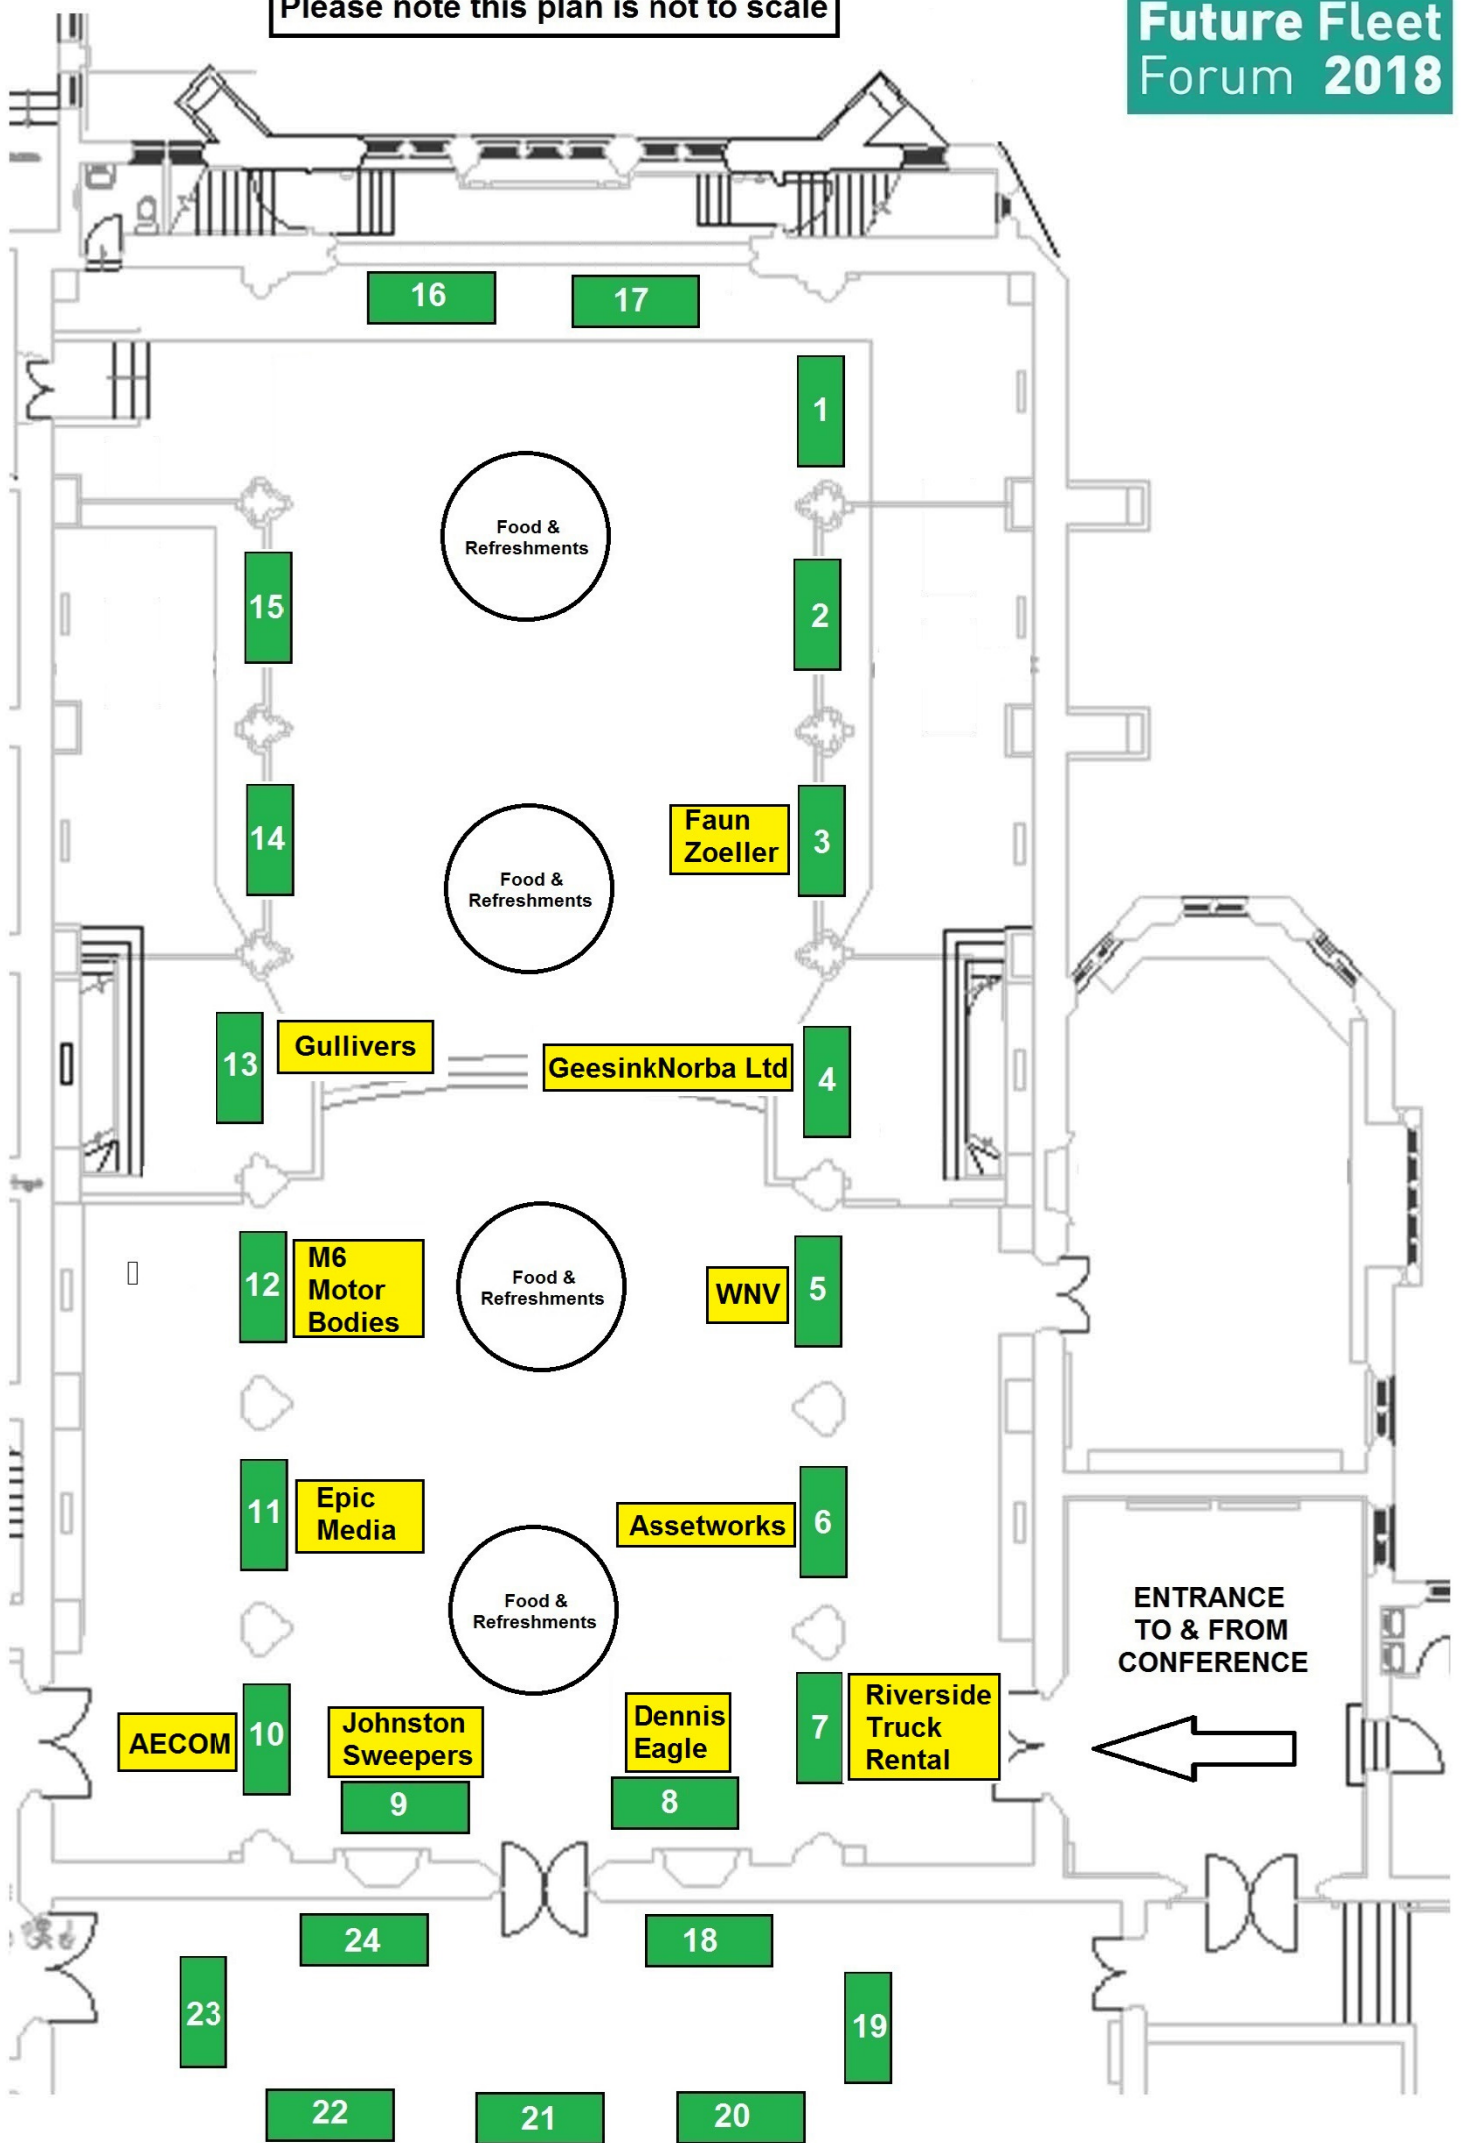 Please note this plan is not to scale
Future Fleet
Forum 2018
16
17
1
Food &
Refreshments
15
2
14
Faun
Zoeller
3
Food &
Refreshments
13
Gullivers
GeesinkNorba Ltd
4
12
M6
Motor
Bodies
Food &
Refreshments
WNV
5
11
Epic
Media
Assetworks
6
Food &
Refreshments
ENTRANCE
TO & FROM
CONFERENCE
AECOM
10
Johnston
Sweepers
Dennis
Eagle
7
Riverside
Truck
Rental
9
8
24
18
23
19
22
21
20